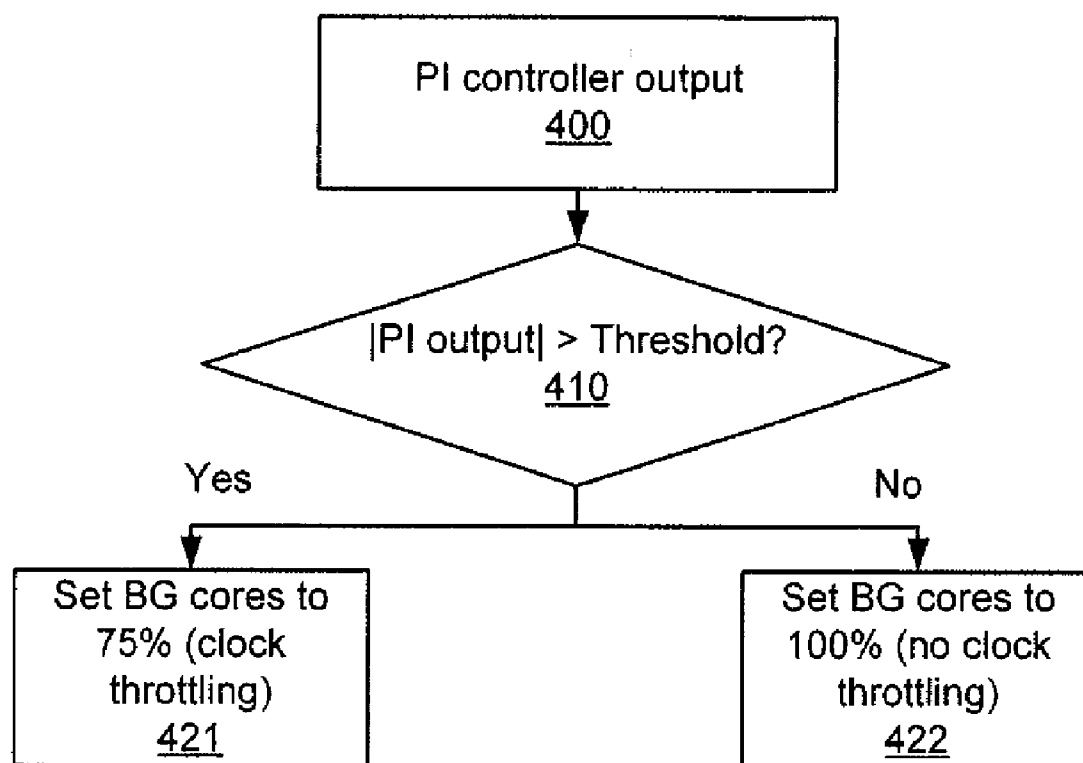 PI controller output
400
|PI output| > Threshold?
410
Yes
No
Set BG cores to
75% (clock
throttling)
421
Set BG cores to
100% (no clock
throttling)
422